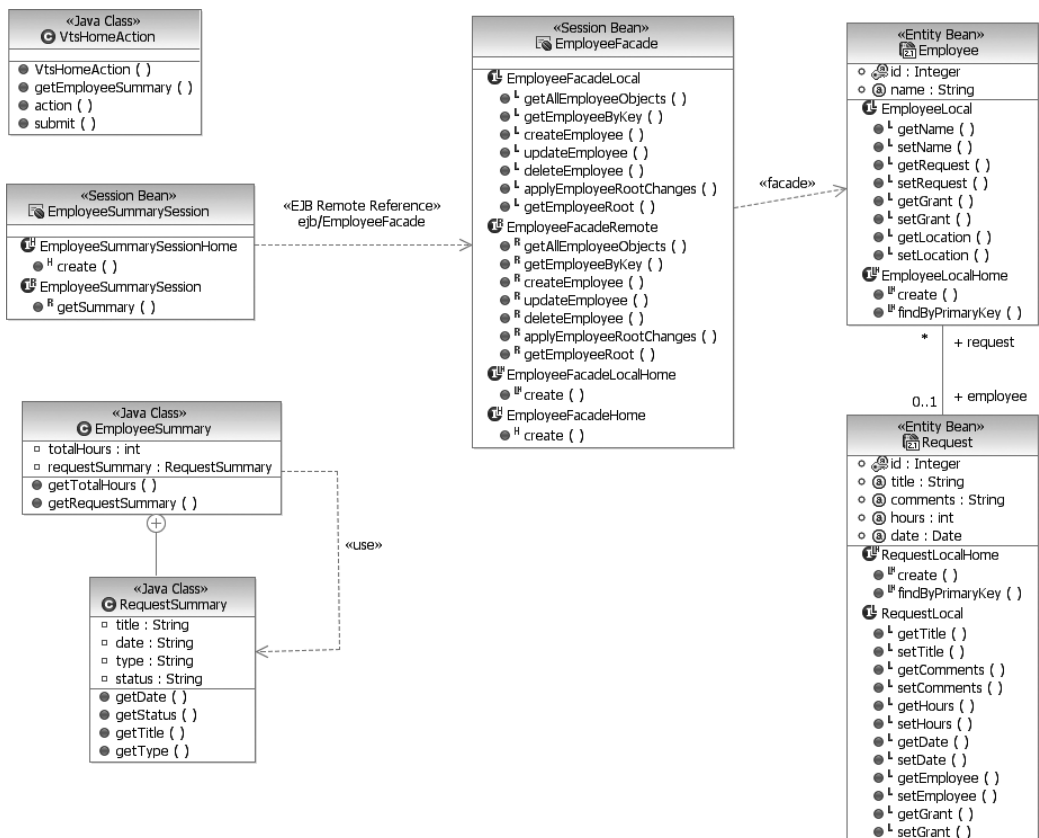 «Java Class»
VtsHomeAction
VtsHomeAction ( )
getEmployeeSummary ( )
action ( )
submit ( )
«Session Bean»
EmployeeSummarySession
EmployeeSummarySessionHome
create ( )
EmployeeSummarySession
getSummary ( )
«EJB Remote Reference»
ejb/EmployeeFacade
«Session Bean»
EmployeeFacade
EmployeeFacadeLocal
getAllEmployeeObjects ( )
getEmployeeByKey ( )
createEmployee ( )
updateEmployee ( )
deleteEmployee ( )
applyEmployeeRootChanges ( )
getEmployeeRoot ( )
EmployeeFacadeRemote
getAllEmployeeObjects ( )
getEmployeeByKey ( )
createEmployee ( )
updateEmployee ( )
deleteEmployee ( )
applyEmployeeRootChanges ( )
getEmployeeRoot ( )
EmployeeFacadeLocalHome
create ( )
EmployeeFacadeHome
create ( )
«facade»
«Entity Bean»
Employee
id : Integer
name : String
EmployeeLocal
getName ( )
setName ( )
getRequest ( )
setRequest ( )
getGrant ( )
setGrant ( )
getLocation ( )
setLocation ( )
EmployeeLocalHome
create ( )
findByPrimaryKey ( )
* + request
0..1 + employee
«Entity Bean»
Request
id : Integer
title : String
comments : String
hours : int
date : Date
RequestLocalHome
create ( )
findByPrimaryKey ( )
RequestLocal
getTitle ( )
setTitle ( )
getComments ( )
setComments ( )
getHours ( )
setHours ( )
getDate ( )
setDate ( )
getEmployee ( )
setEmployee ( )
getGrant ( )
setGrant ( )
«Java Class»
EmployeeSummary
totalHours : int
requestSummary : RequestSummary
getTotalHours ( )
getRequestSummary ( )
«use»
«Java Class»
RequestSummary
title : String
date : String
type : String
status : String
getDate ( )
getStatus ( )
getTitle ( )
getType ( )